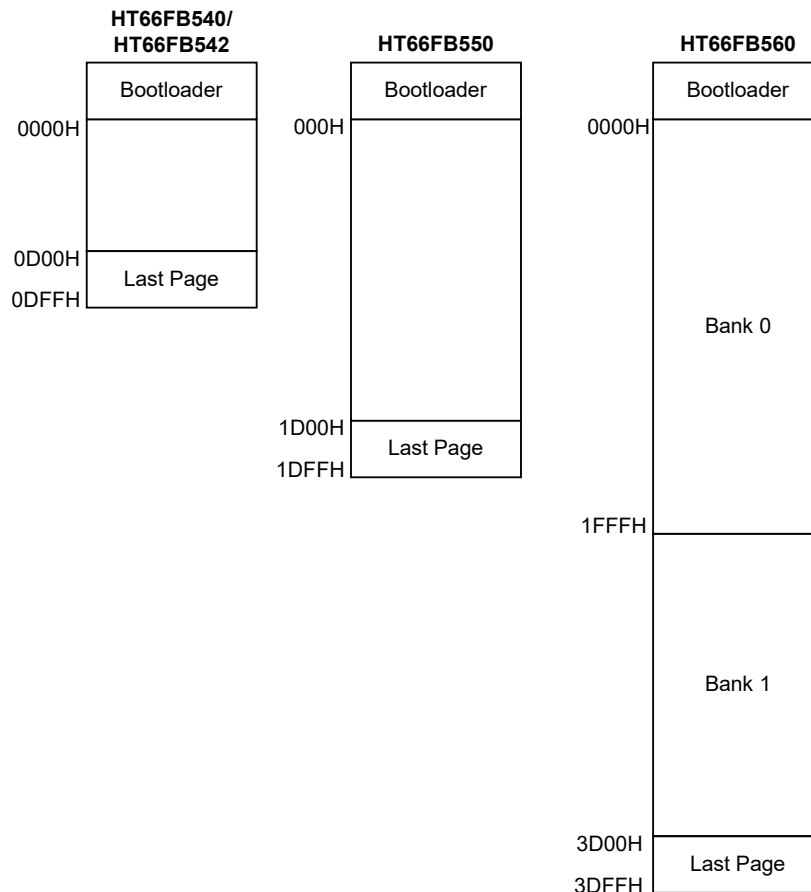 HT66FB540/
HT66FB542
Bootloader
0000H
0D00H
Last Page
0DFFH
HT66FB550
Bootloader
000H
1D00H
Last Page
1DFFH
HT66FB560
Bootloader
0000H
Bank 0
1FFFH
Bank 1
3D00H
Last Page
3DFFH